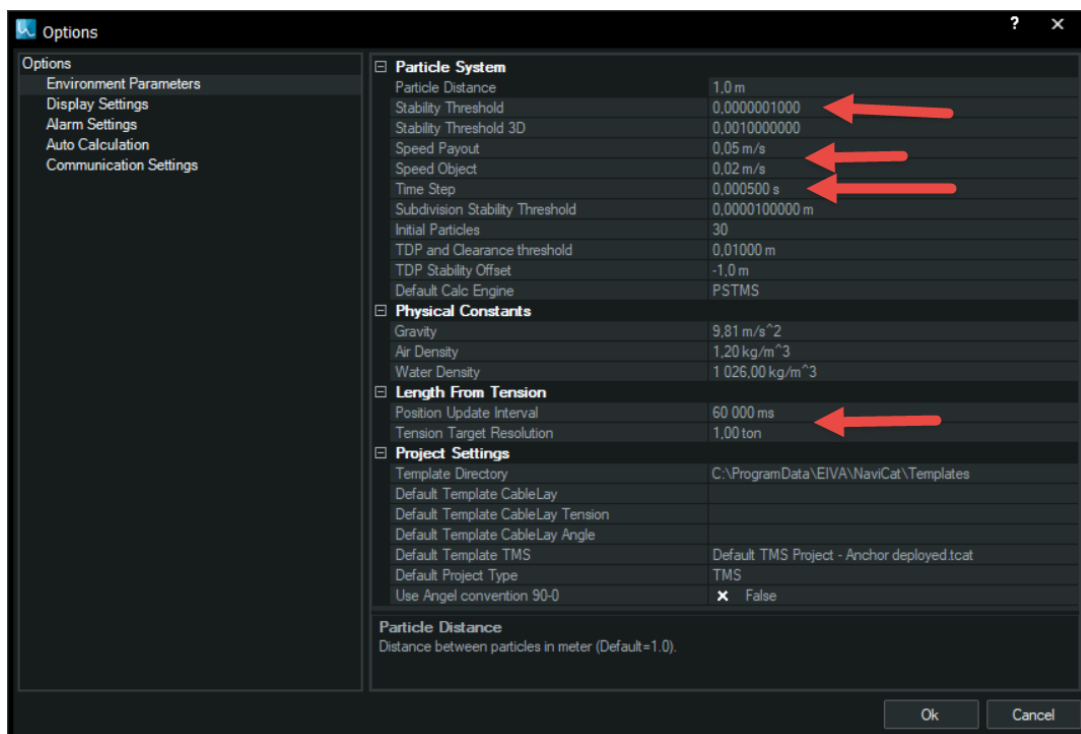 Options
Options
Environment Parameters
Display Settings
Alarm Settings
Auto Calculation
Communication Settings
Particle System
Particle Distance 1,0 m
Stability Threshold 0,0000001000
Stability Threshold 3D 0,0010000000
Speed Payout 0,05 m/s
Speed Object 0,02 m/s
Time Step 0,000500 s
Subdivision Stability Threshold 0,0000100000 m
Initial Particles 30
TDP and Clearance threshold 0,01000 m
TDP Stability Offset -1,0 m
Default Calc Engine PSTMS
Physical Constants
Gravity 9,81 m/s^2
Air Density 1,20 kg/m^3
Water Density 1 026,00 kg/m^3
Length From Tension
Position Update Interval 60 000 ms
Tension Target Resolution 1,00 ton
Project Settings
Template Directory C:\ProgramData\EIVA\NaviCat\Templates
Default Template CableLay
Default Template CableLay Tension
Default Template CableLay Angle
Default Template TMS Default TMS Project - Anchor deployed.tcat
Default Project Type TMS
Use Angel convention 90-0 False
Particle Distance
Distance between particles in meter (Default=1.0).
Ok Cancel